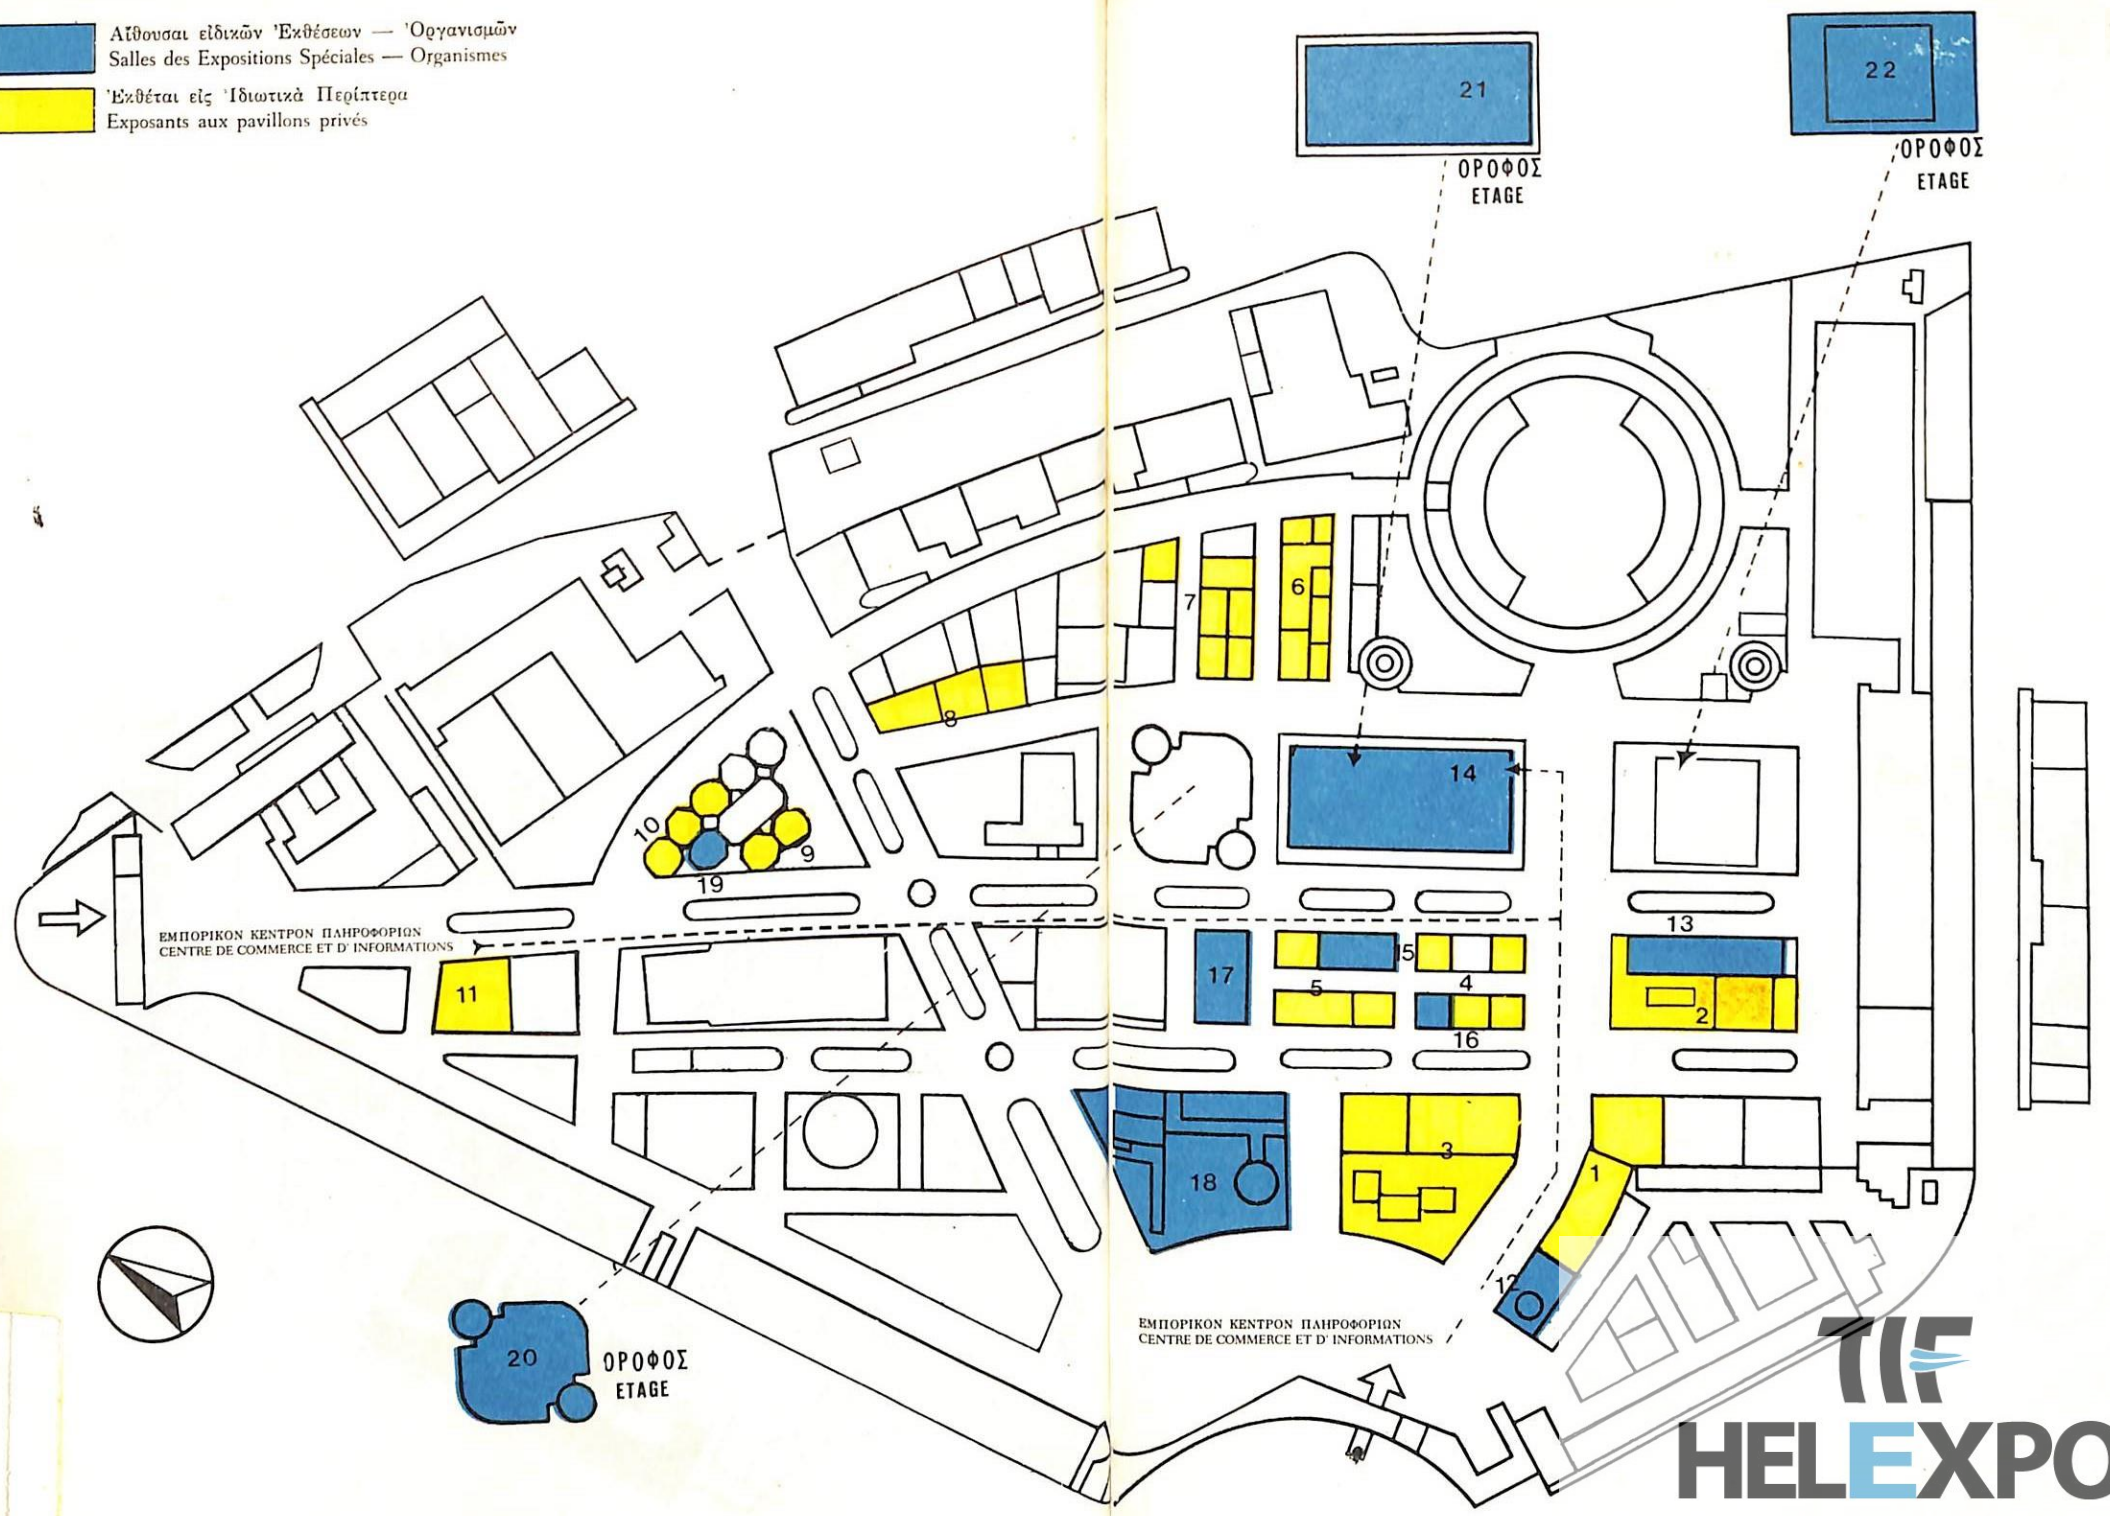 Αἴθουσαι εἰδικῶν Ἐκθέσεων — Ὀργανισμῶν
Salles des Expositions Spéciales — Organismes
Ἐκθέται εἰς Ἰδιωτικὰ Περίπτερα
Exposants aux pavillons privés
21
ΟΡΟΦΟΣ
ETAGE
22
ΟΡΟΦΟΣ
ETAGE
6
7
8
14
10
9
19
13
ΕΜΠΟΡΙΚΟΝ ΚΕΝΤΡΟΝ ΠΛΗΡΟΦΟΡΙΩΝ
CENTRE DE COMMERCE ET D' INFORMATIONS
11
17
15
5
4
2
16
3
18
1
12
ΕΜΠΟΡΙΚΟΝ ΚΕΝΤΡΟΝ ΠΛΗΡΟΦΟΡΙΩΝ
CENTRE DE COMMERCE ET D' INFORMATIONS
20
ΟΡΟΦΟΣ
ETAGE
TIF
HELEXPO